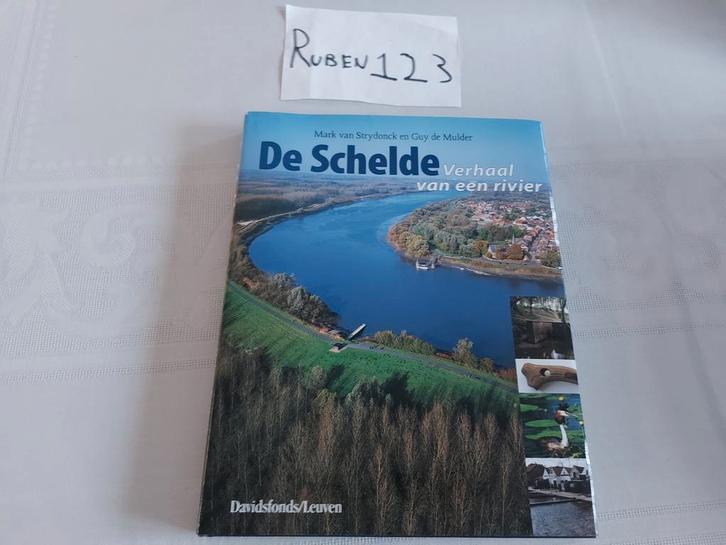 RUBEN 123
Mark van Strydonck en Guy de Mulder
De Schelde Verhaal
van een rivier
Davidsfonds/Leuven